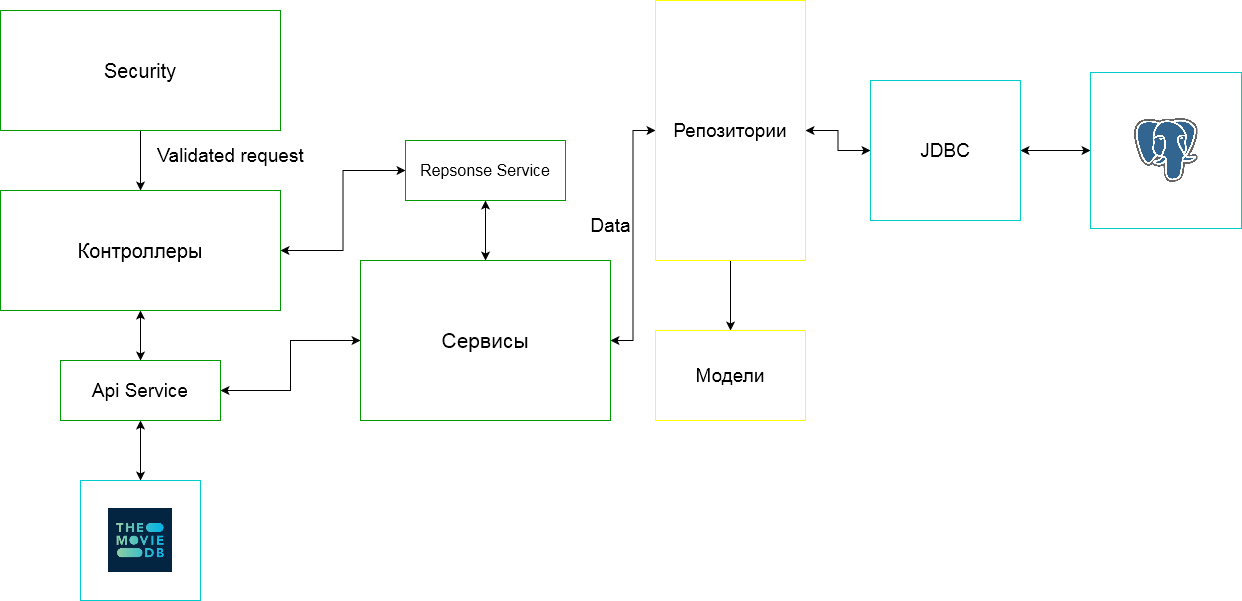 Security
Validated request
Контроллеры
Repsonse Service
Data
Сервисы
Api Service
Репозитории
Модели
JDBC
THE
MOVIE
DB